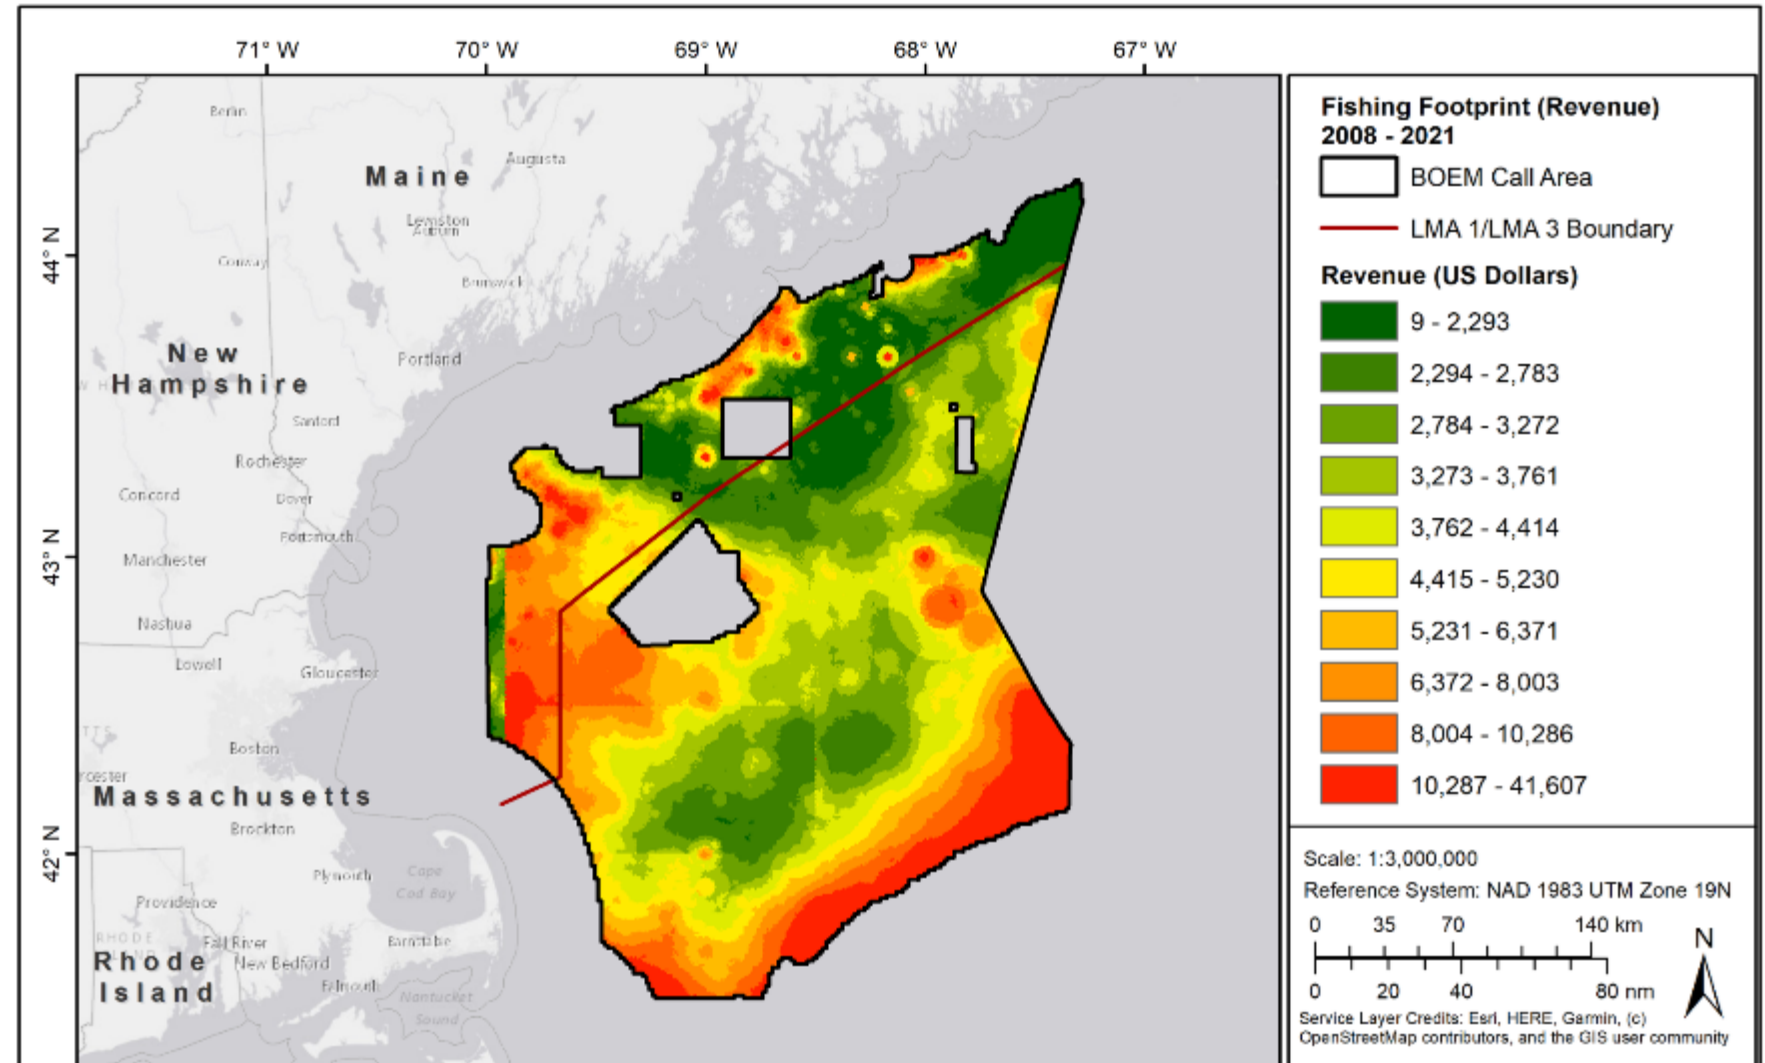 71° W
70° W
69° W
68° W
67° W
44° N
43° N
42° N
Berlin
Augusta
Maine
Lewiston
Auburn
Conway
Brunswick
New
Hampshire
Portland
Sanford
Rochester
Concord
Dover
Portsmouth
Manchester
Nashua
Lowell
Gloucester
TTS
Boston
rcester
Massachusetts
Brockton
Plymouth
Cape
Cod Bay
Providence
RHODE
Fall River
Barnstable
Rhode
Island
New Bedford
Falmouth
Nantucket
Sound
Fishing Footprint (Revenue)
2008 - 2021
BOEM Call Area
LMA 1/LMA 3 Boundary
Revenue (US Dollars)
9 - 2,293
2,294 - 2,783
2,784 - 3,272
3,273 - 3,761
3,762 - 4,414
4,415 - 5,230
5,231 - 6,371
6,372 - 8,003
8,004 - 10,286
10,287 - 41,607
Scale: 1:3,000,000
Reference System: NAD 1983 UTM Zone 19N
0 35 70 140 km
N
0 20 40 80 nm
Service Layer Credits: Esri, HERE, Garmin, (c)
OpenStreetMap contributors, and the GIS user community